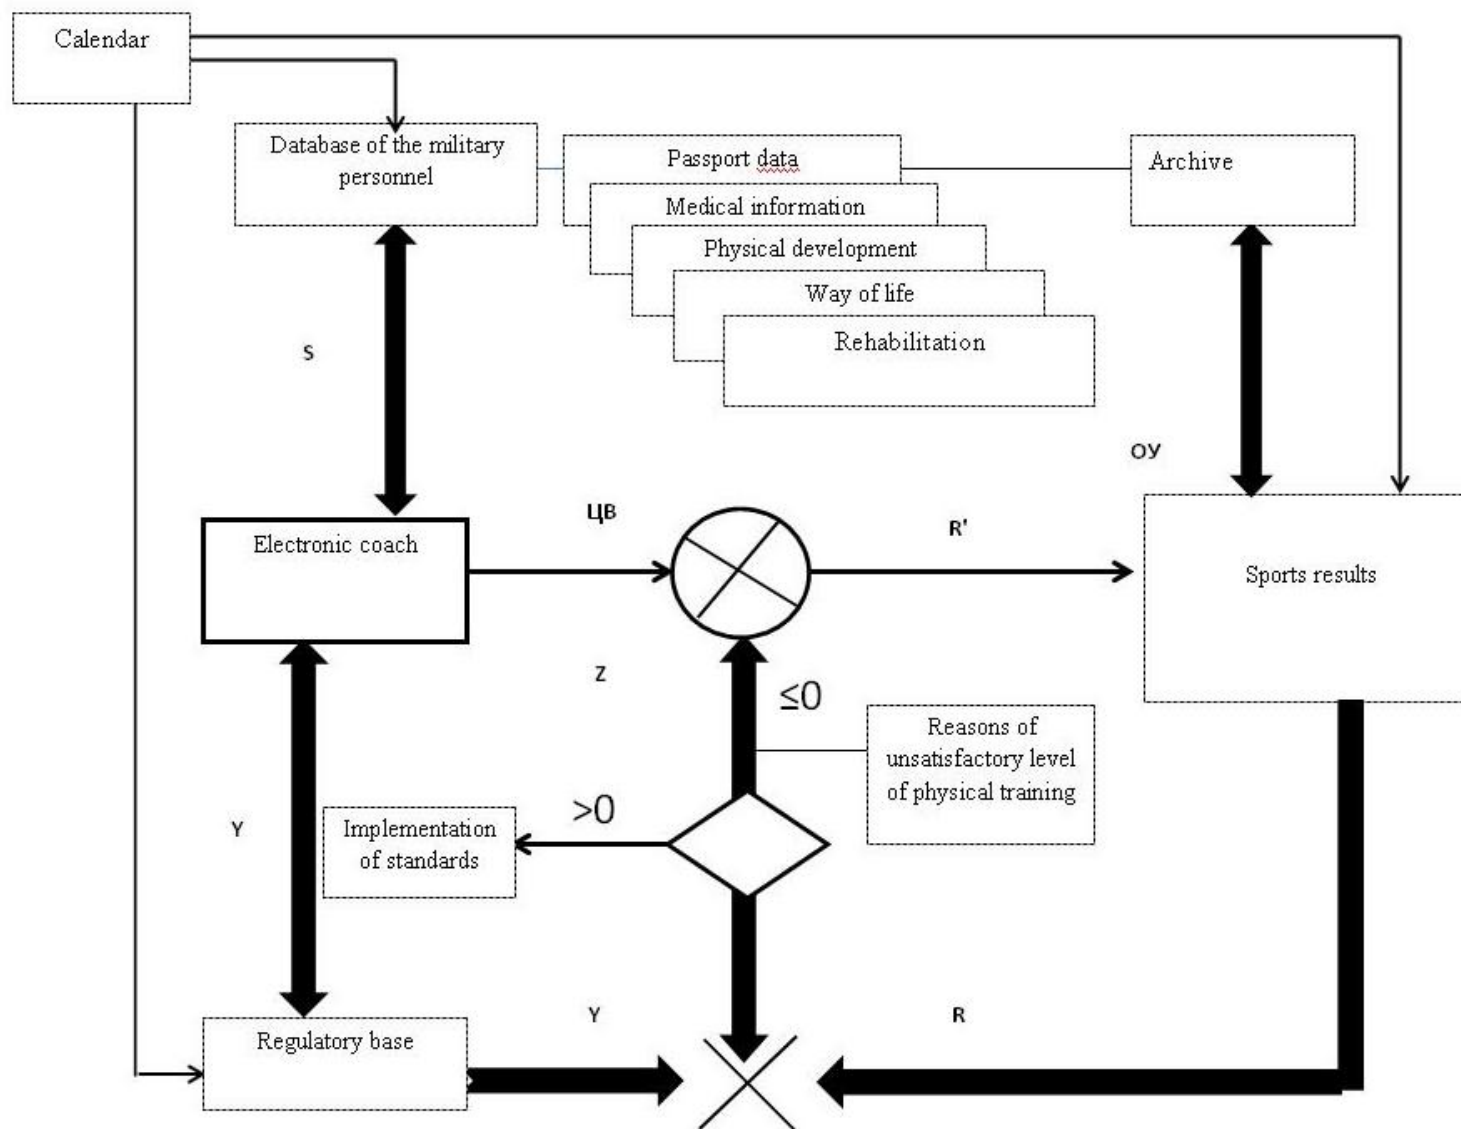 Calendar
Database of the military
personnel
Passport data
Archive
Medical information
Physical development
Way of life
Rehabilitation
S
ОУ
ЦВ
R'
Electronic coach
Sports results
Z
≤0
Reasons of
unsatisfactory level
of physical training
>0
Y
Implementation
of standards
Y
R
Regulatory base